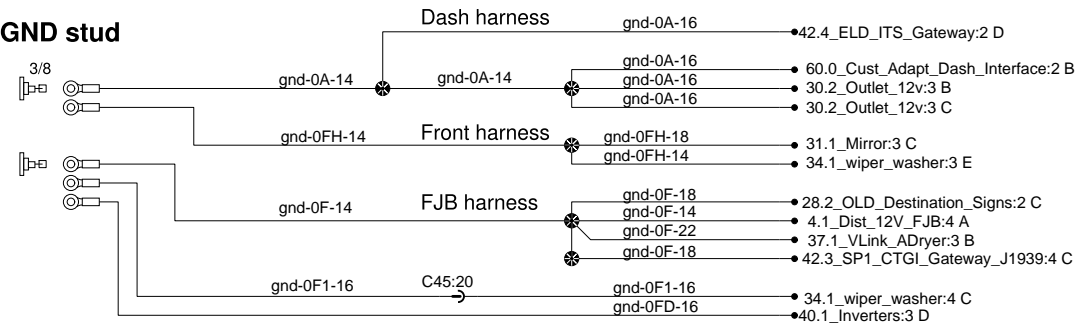 Dash harness
gnd-0A-16
42.4_ELD_ITS_Gateway:2 D
GND stud
3/8
gnd-0A-14
gnd-0A-14
gnd-0A-16
60.0_Cust_Adapt_Dash_Interface:2 B
gnd-0A-16
30.2_Outlet_12v:3 B
gnd-0A-16
30.2_Outlet_12v:3 C
gnd-0FH-14
Front harness
gnd-0FH-18
31.1_Mirror:3 C
gnd-0FH-14
34.1_wiper_washer:3 E
gnd-0F-14
FJB harness
gnd-0F-18
28.2_OLD_Destination_Signs:2 C
gnd-0F-14
4.1_Dist_12V_FJB:4 A
gnd-0F-22
37.1_VLink_ADryer:3 B
gnd-0F-18
42.3_SP1_CTGI_Gateway_J1939:4 C
gnd-0F1-16
C45:20
gnd-0F1-16
34.1_wiper_washer:4 C
gnd-0FD-16
40.1_Inverters:3 D